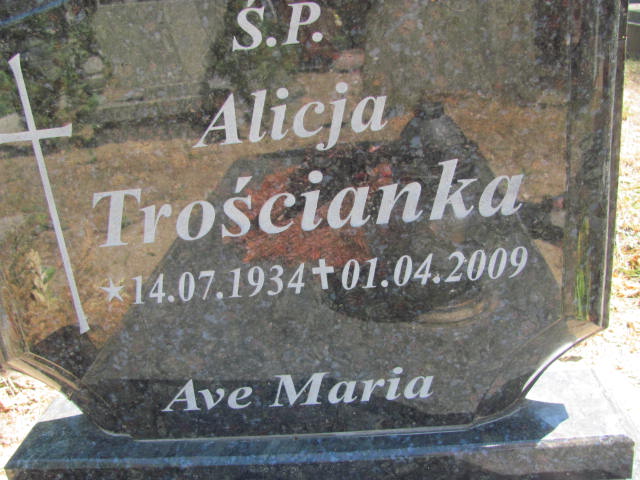 Ś.P.
Alicja
Trościanka
★14.07.1934✝01.04.2009
Ave Maria